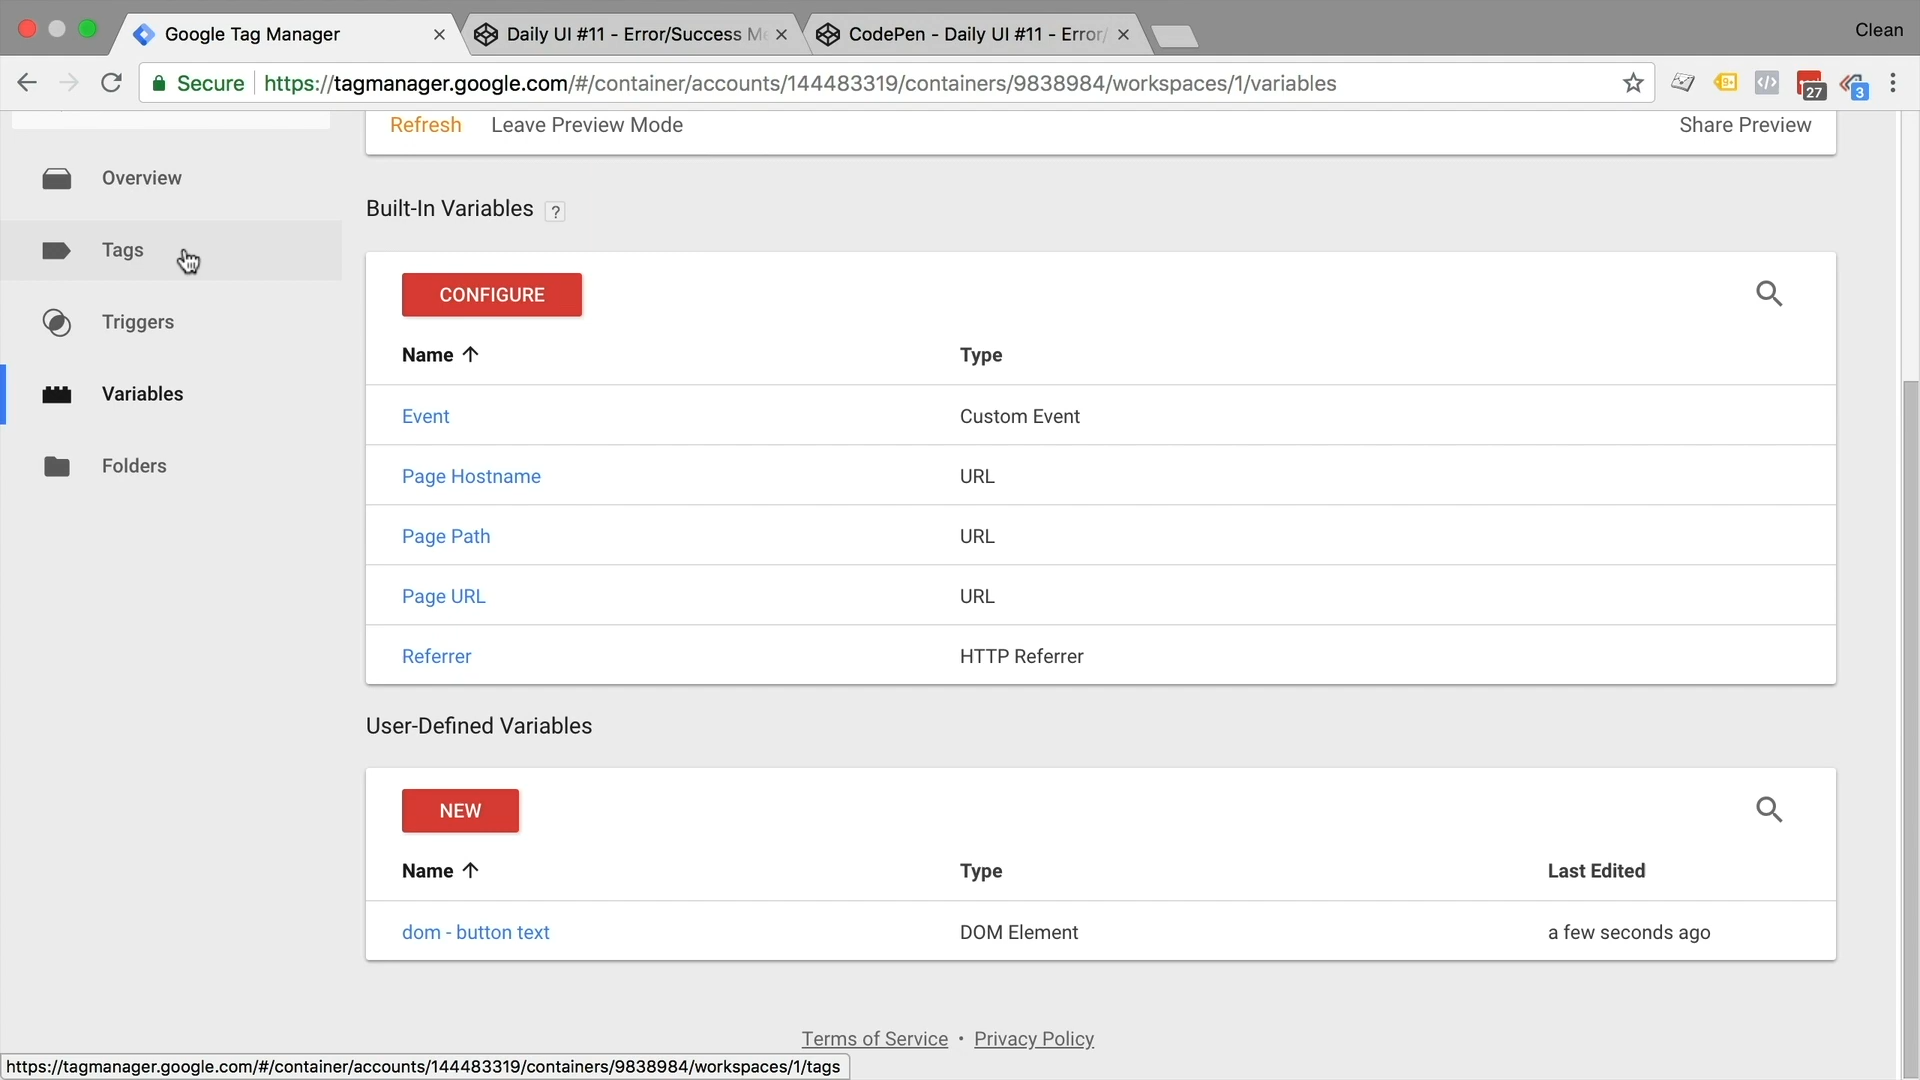 Google Tag Manager
Daily UI #11 - Error/Success Me
CodePen - Daily UI #11 - Error/
Clean
Secure
https://tagmanager.google.com/#/container/accounts/144483319/containers/9838984/workspaces/1/variables
27
3
Refresh
Leave Preview Mode
Share Preview
Overview
Tags
Triggers
Variables
Folders
Built-In Variables ?
CONFIGURE
Name
Type
Event
Custom Event
Page Hostname
URL
Page Path
URL
Page URL
URL
Referrer
HTTP Referrer
User-Defined Variables
NEW
Name
Type
Last Edited
dom - button text
DOM Element
a few seconds ago
Terms of Service • Privacy Policy
https://tagmanager.google.com/#/container/accounts/144483319/containers/9838984/workspaces/1/tags